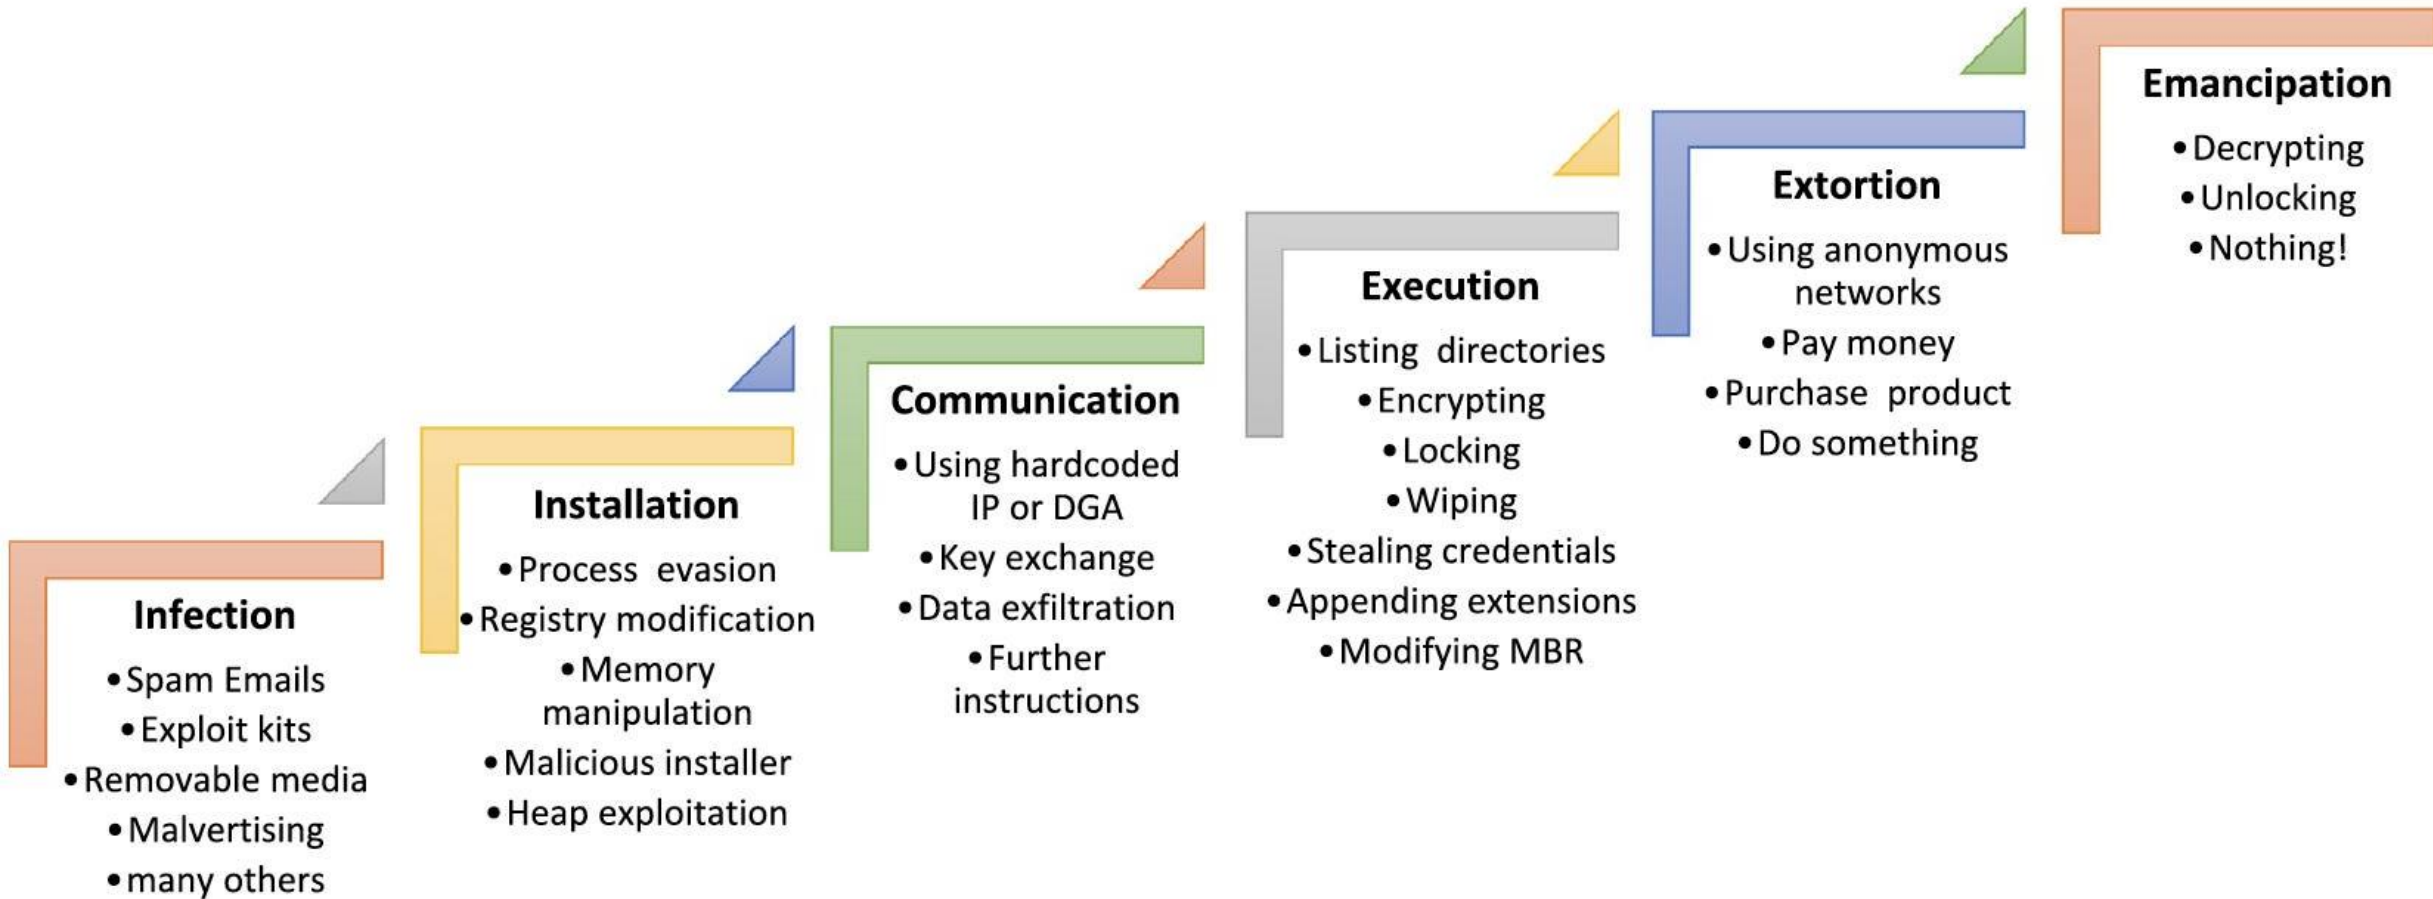 Infection
•Spam Emails
•Exploit kits
•Removable media
•Malvertising
•many others
Installation
•Process evasion
•Registry modification
•Memory
manipulation
•Malicious installer
•Heap exploitation
Communication
•Using hardcoded
IP or DGA
•Key exchange
•Data exfiltration
•Further
instructions
Execution
•Listing directories
•Encrypting
•Locking
•Wiping
•Stealing credentials
•Appending extensions
•Modifying MBR
Extortion
•Using anonymous
networks
•Pay money
•Purchase product
•Do something
Emancipation
•Decrypting
•Unlocking
•Nothing!